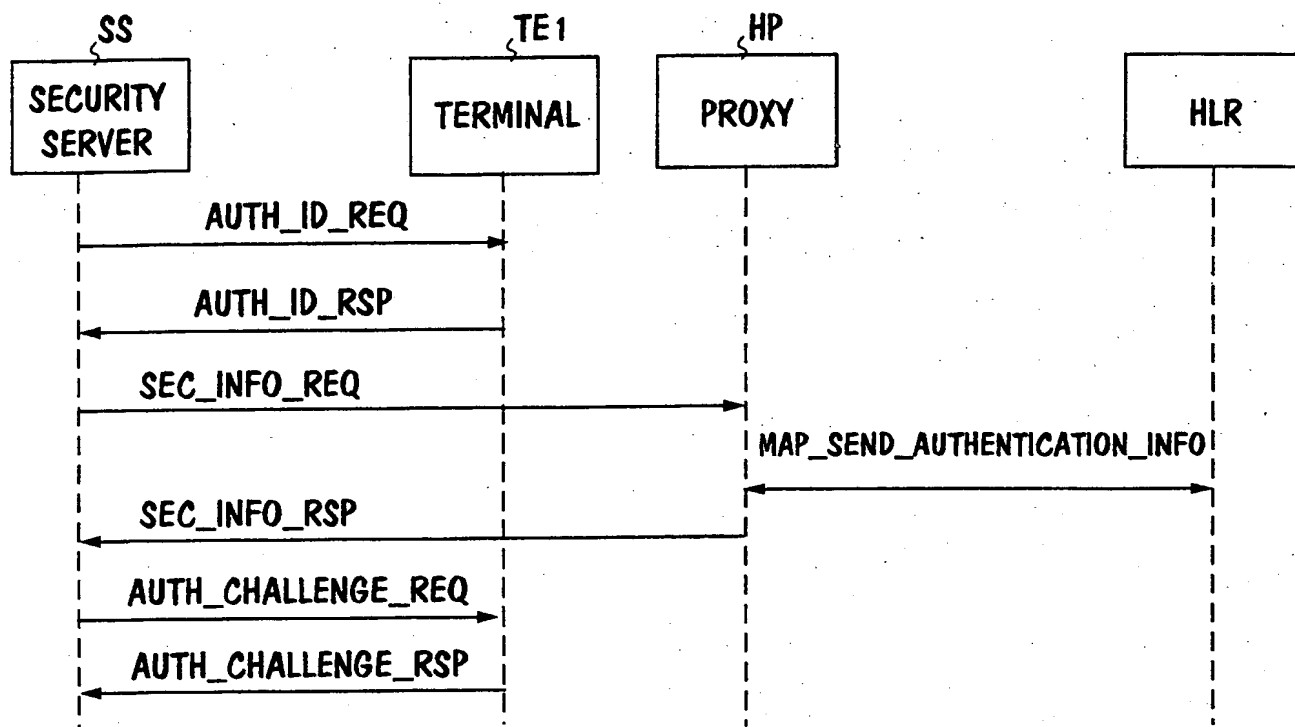 SS
TE1
HP
SECURITY
SERVER
TERMINAL
PROXY
HLR
AUTH_ID_REQ
AUTH_ID_RSP
SEC_INFO_REQ
MAP_SEND_AUTHENTICATION_INFO
SEC_INFO_RSP
AUTH_CHALLENGE_REQ
AUTH_CHALLENGE_RSP